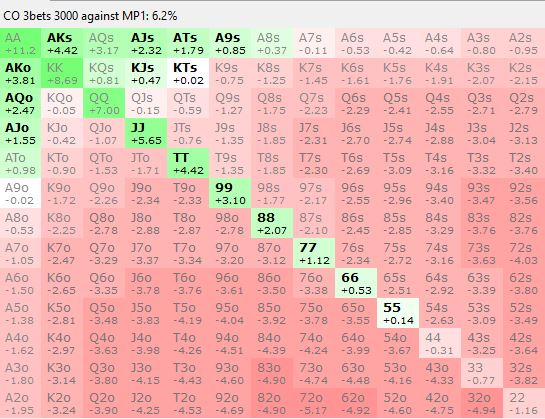 CO 3bets 3000 against MP1: 6.2%
AA AKs AQs AJs ATs A9s A8s A7s A6s A5s A4s A3s A2s
+11.2 +4.42 +3.17 +2.32 +1.79 +0.85 +0.37 -0.11 -0.53 -0.42 -0.64 -0.80 -0.95
AKo KK KQs KJs KTs K9s K8s K7s K6s K5s K4s K3s K2s
+3.81 +8.69 +0.81 +0.47 +0.02 -0.75 -1.25 -1.45 -1.61 -1.76 -1.91 -2.07 -2.15
AQo KQo QQ QJs QTs Q9s Q8s Q7s Q6s Q5s Q4s Q3s Q2s
+2.47 -0.05 +7.00 -0.15 -0.59 -1.27 -1.75 -2.23 -2.29 -2.41 -2.55 -2.71 -2.79
AJo KJo QJo JJ JTs J9s J8s J7s J6s J5s J4s J3s J2s
+1.55 -0.42 -1.07 +5.65 -0.76 -1.35 -1.85 -2.31 -2.70 -2.74 -2.88 -3.04 -3.13
ATo KTo QTo JTo TT T9s T8s T7s T6s T5s T4s T3s T2s
+0.98 -0.90 -1.53 -1.71 +4.42 -1.35 -1.85 -2.30 -2.69 -3.09 -3.16 -3.32 -3.40
A9o K9o Q9o J9o T9o 99 98s 97s 96s 95s 94s 93s 92s
-0.02 -1.72 -2.26 -2.34 -2.33 +3.10 -1.77 -2.17 -2.55 -2.96 -3.40 -3.47 -3.56
A8o K8o Q8o J8o T8o 98o 88 87s 86s 85s 84s 83s 82s
-0.53 -2.25 -2.78 -2.88 -2.87 -2.78 +2.07 -2.10 -2.45 -2.85 -3.29 -3.76 -3.76
A7o K7o Q7o J7o T7o 97o 87o 77 76s 75s 74s 73s 72s
-1.05 -2.47 -3.29 -3.37 -3.34 -3.20 -3.12 +1.12 -2.34 -2.72 -3.16 -3.63 -4.03
A6o K6o Q6o J6o T6o 96o 86o 76o 66 65s 64s 63s 62s
-1.50 -2.65 -3.35 -3.78 -3.76 -3.61 -3.50 -3.38 +0.53 -2.51 -2.92 -3.39 -3.80
A5o K5o Q5o J5o T5o 95o 85o 75o 65o 55 54s 53s 52s
-1.38 -2.81 -3.48 -3.83 -4.19 -4.04 -3.92 -3.78 -3.55 +0.14 -2.63 -3.09 -3.49
A4o K4o Q4o J4o T4o 94o 84o 74o 64o 54o 44 43s 42s
-1.62 -2.97 -3.63 -3.98 -4.26 -4.51 -4.39 -4.24 -3.99 -3.67 -0.31 -3.25 -3.64
A3o K3o Q3o J3o T3o 93o 83o 73o 63o 53o 43o 33 32s
-1.80 -3.14 -3.80 -4.15 -4.43 -4.60 -4.90 -4.74 -4.48 -4.16 -4.33 -0.77 -3.82
A2o K2o Q2o J2o T2o 92o 82o 72o 62o 52o 42o 32o 22
-1.95 -3.24 -3.90 -4.25 -4.53 -4.69 -4.90 -5.17 -4.92 -4.60 -4.75 -4.94 1.16